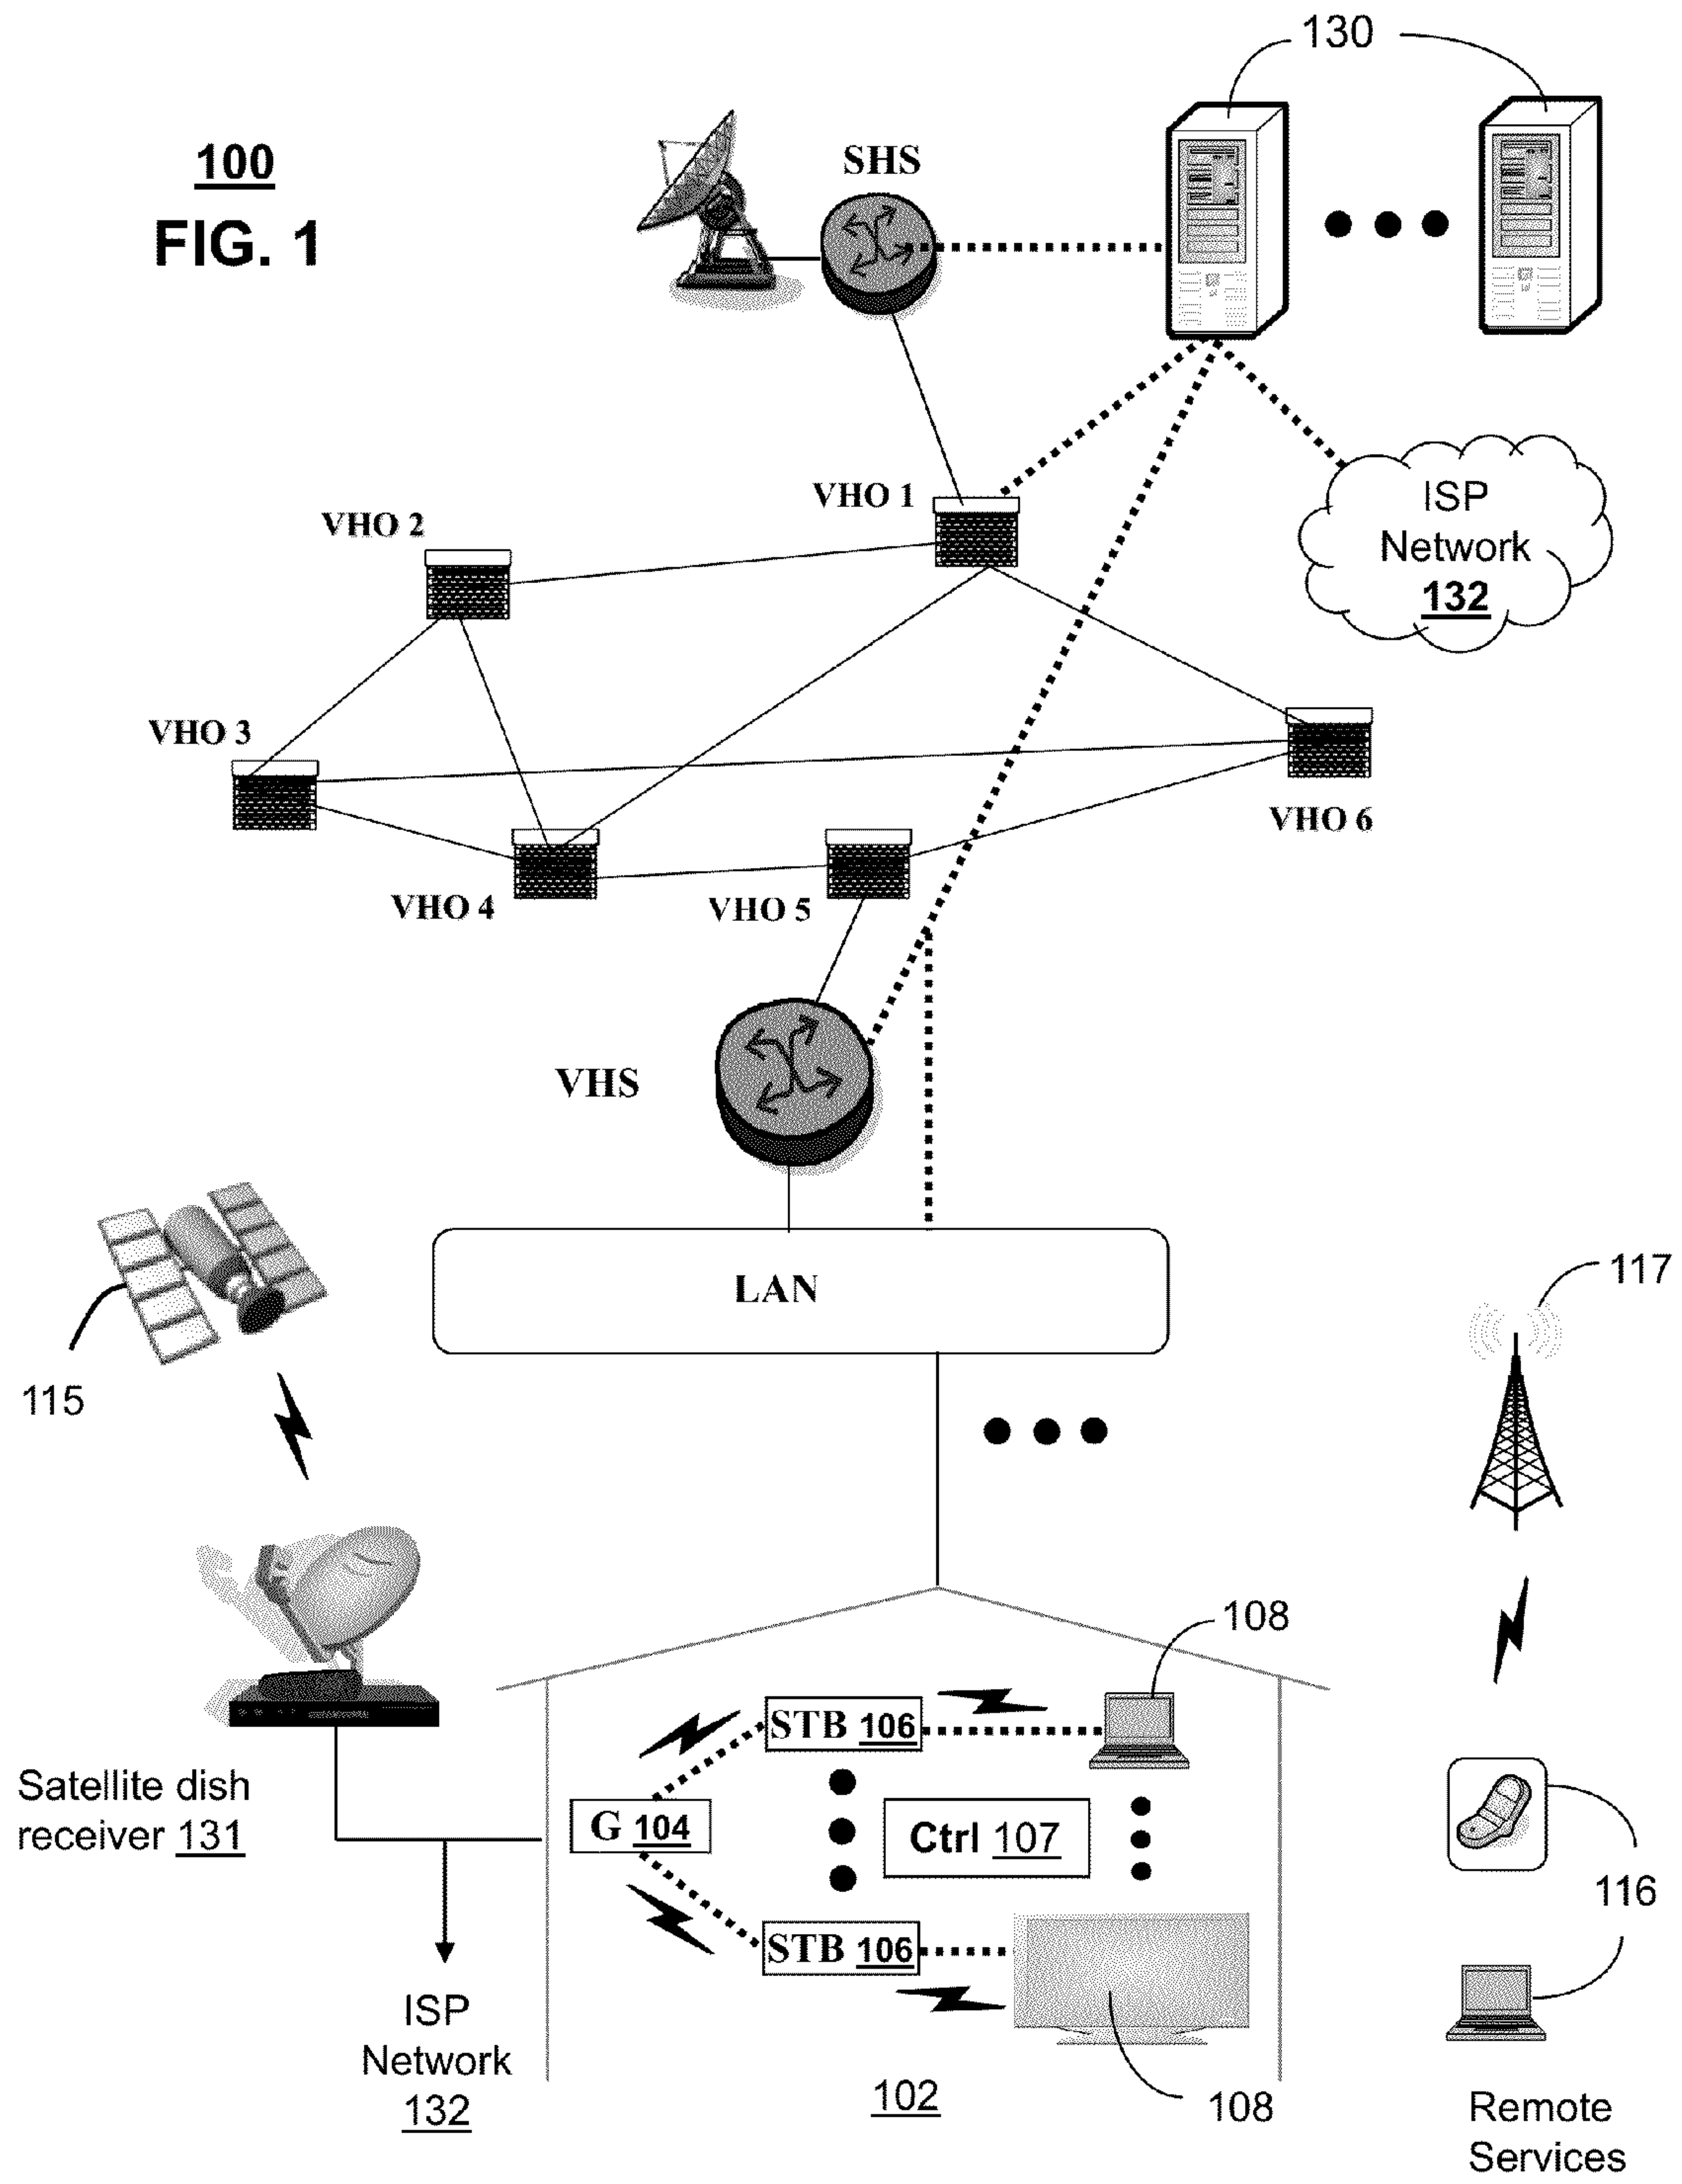 130
100
FIG. 1
SHS
VHO 1
ISP
Network
132
VHO 2
VHO 3
VHO 6
VHO 4
VHO 5
VHS
LAN
117
115
108
STB 106
Satellite dish
receiver 131
G 104
Ctrl 107
116
STB 106
ISP
Network
132
102
108
Remote
Services